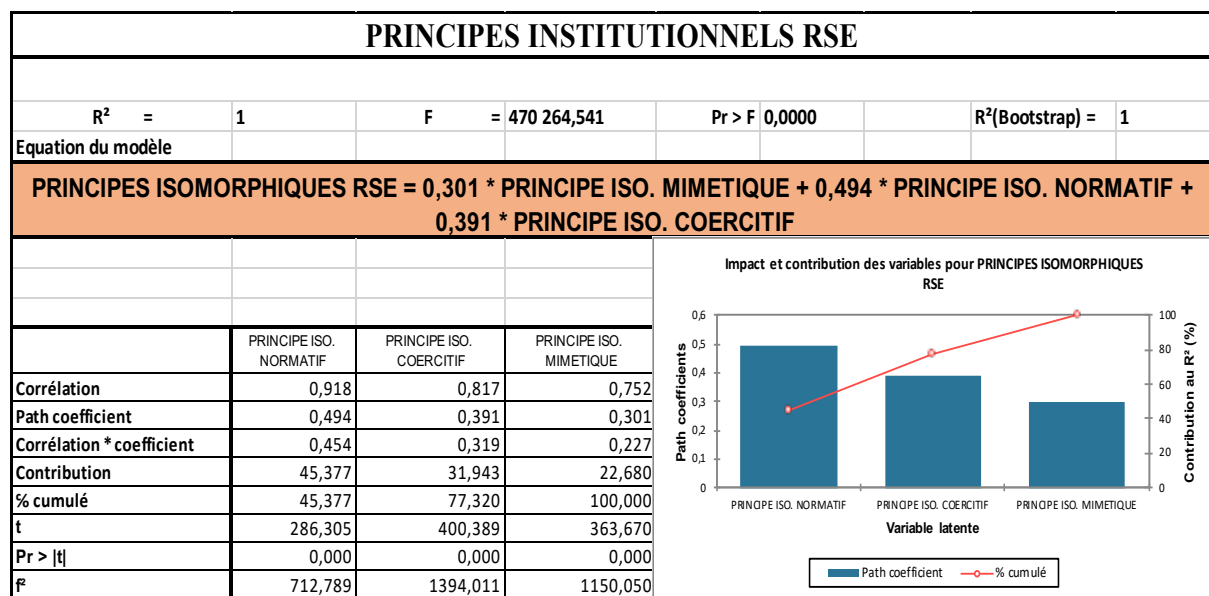 PRINCIPES INSTITUTIONNELS RSE
R² = 1 F = 470 264,541 Pr > F 0,0000 R²(Bootstrap) = 1
Equation du modèle
PRINCIPES ISOMORPHIQUES RSE = 0,301 * PRINCIPE ISO. MIMETIQUE + 0,494 * PRINCIPE ISO. NORMATIF +
0,391 * PRINCIPE ISO. COERCITIF
PRINCIPE ISO. NORMATIF PRINCIPE ISO. COERCITIF PRINCIPE ISO. MIMETIQUE
Corrélation 0,918 0,817 0,752
Path coefficient 0,494 0,391 0,301
Corrélation * coefficient 0,454 0,319 0,227
Contribution 45,377 31,943 22,680
% cumulé 45,377 77,320 100,000
t 286,305 400,389 363,670
Pr > |t| 0,000 0,000 0,000
f² 712,789 1394,011 1150,050
Impact et contribution des variables pour PRINCIPES ISOMORPHIQUES
RSE
Path coefficients
0,6
0,5
0,4
0,3
0,2
0,1
0
100
80
60
40
20
0
Contribution au R² (%)
PRINCIPE ISO. NORMATIF PRINCIPE ISO. COERCITIF PRINCIPE ISO. MIMETIQUE
Variable latente
Path coefficient % cumulé